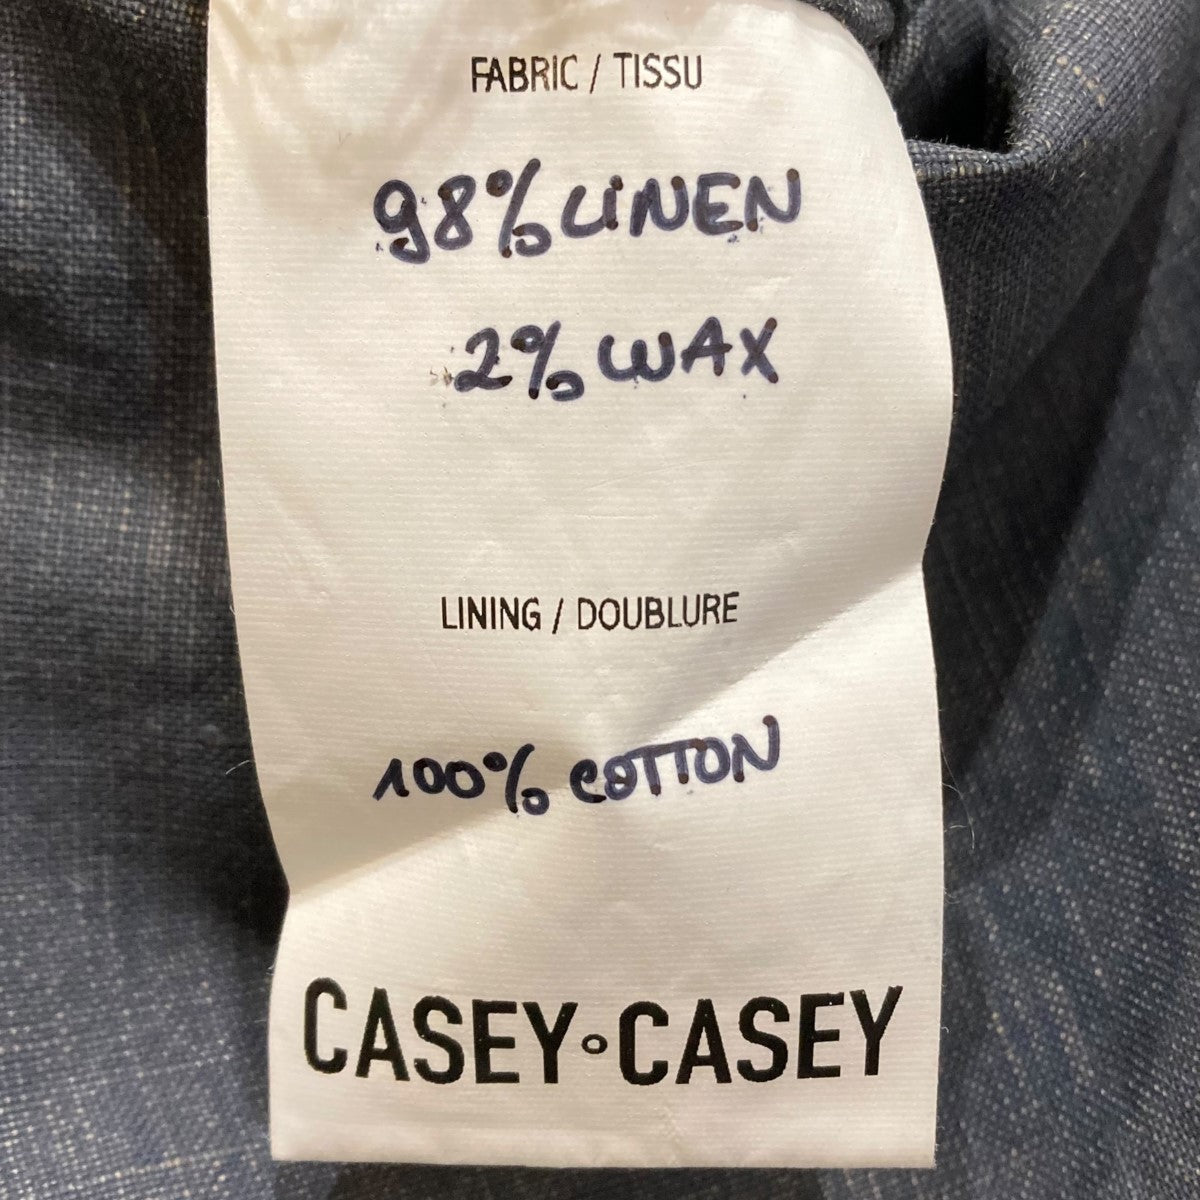 FABRIC / TISSU
98% LINEN
2% WAX
LINING / DOUBLURE
100% COTTON
CASEY°CASEY